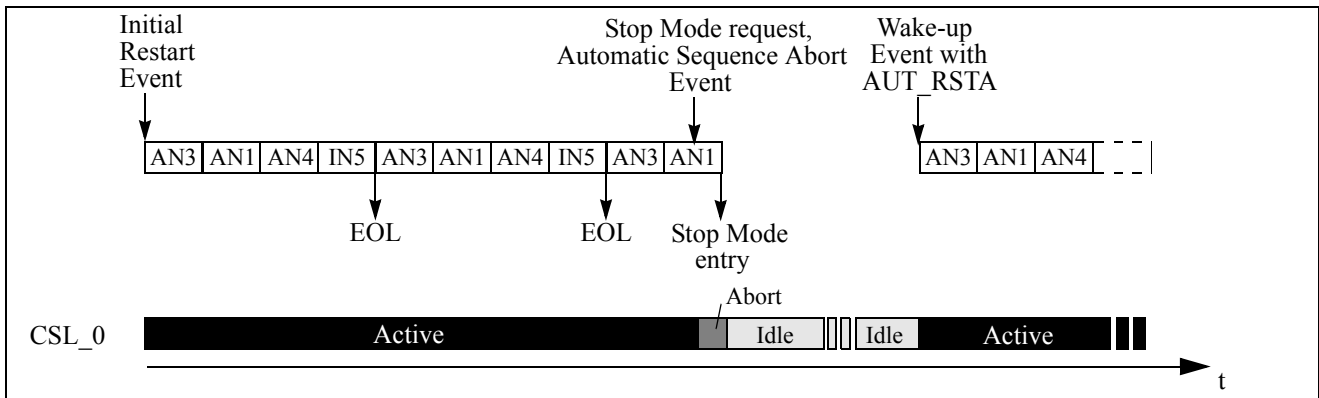 Initial
Restart
Event
Stop Mode request,
Automatic Sequence Abort
Event
Wake-up
Event with
AUT_RSTA
AN3 AN1 AN4 IN5 AN3 AN1 AN4 IN5 AN3 AN1
AN3 AN1 AN4
EOL
EOL
Stop Mode
entry
Abort
CSL_0
Active
Idle
Idle
Active
t